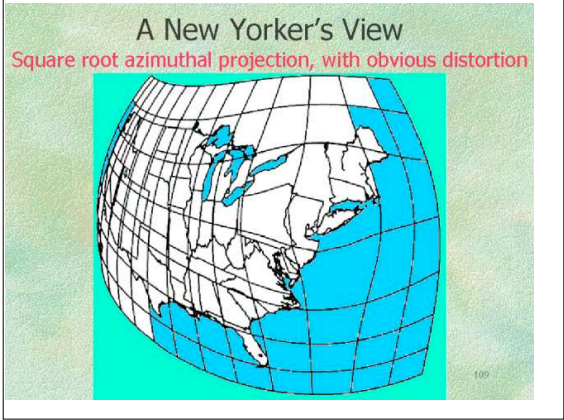 A New Yorker's View
Square root azimuthal projection, with obvious distortion
109